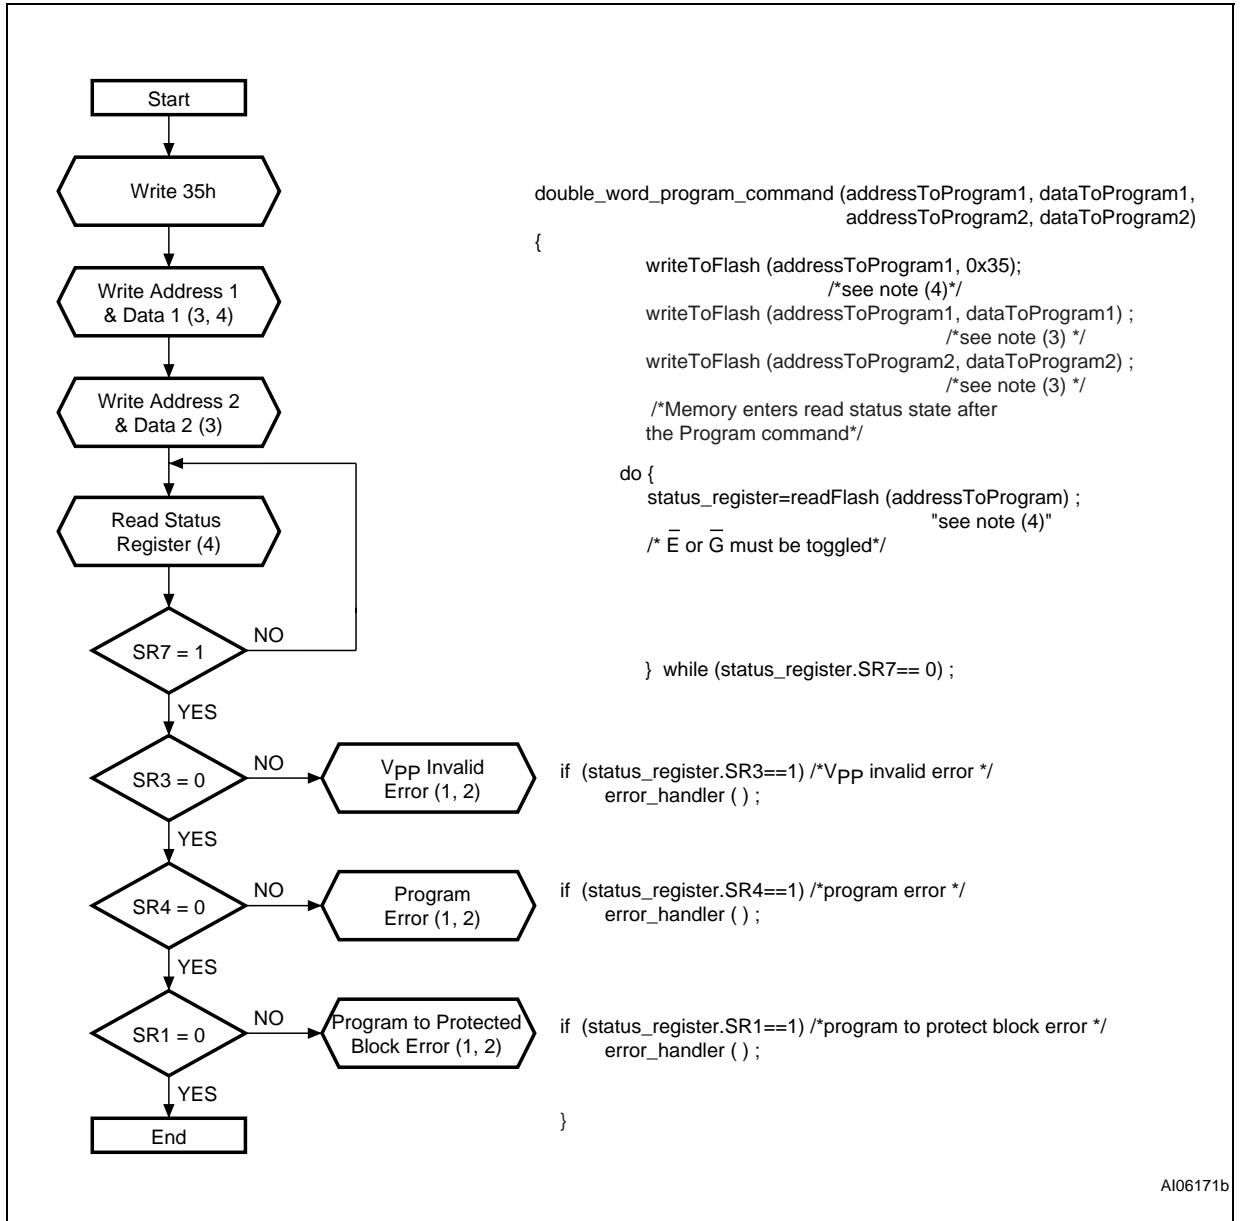 Start
Write 35h
Write Address 1
& Data 1 (3, 4)
Write Address 2
& Data 2 (3)
Read Status
Register (4)
SR7 = 1
NO
YES
SR3 = 0
NO
VPP Invalid
Error (1, 2)
YES
SR4 = 0
NO
Program
Error (1, 2)
YES
SR1 = 0
NO
Program to Protected
Block Error (1, 2)
YES
End
double_word_program_command (addressToProgram1, dataToProgram1,
addressToProgram2, dataToProgram2)
{
writeToFlash (addressToProgram1, 0x35);
/*see note (4)*/
writeToFlash (addressToProgram1, dataToProgram1) ;
/*see note (3) */
writeToFlash (addressToProgram2, dataToProgram2) ;
/*see note (3) */
/*Memory enters read status state after
the Program command*/
do {
status_register=readFlash (addressToProgram) ;
"see note (4)"
/* E̅ or G̅ must be toggled*/
} while (status_register.SR7== 0) ;
if (status_register.SR3==1) /*VPP invalid error */
error_handler ( ) ;
if (status_register.SR4==1) /*program error */
error_handler ( ) ;
if (status_register.SR1==1) /*program to protect block error */
error_handler ( ) ;
}
AI06171b